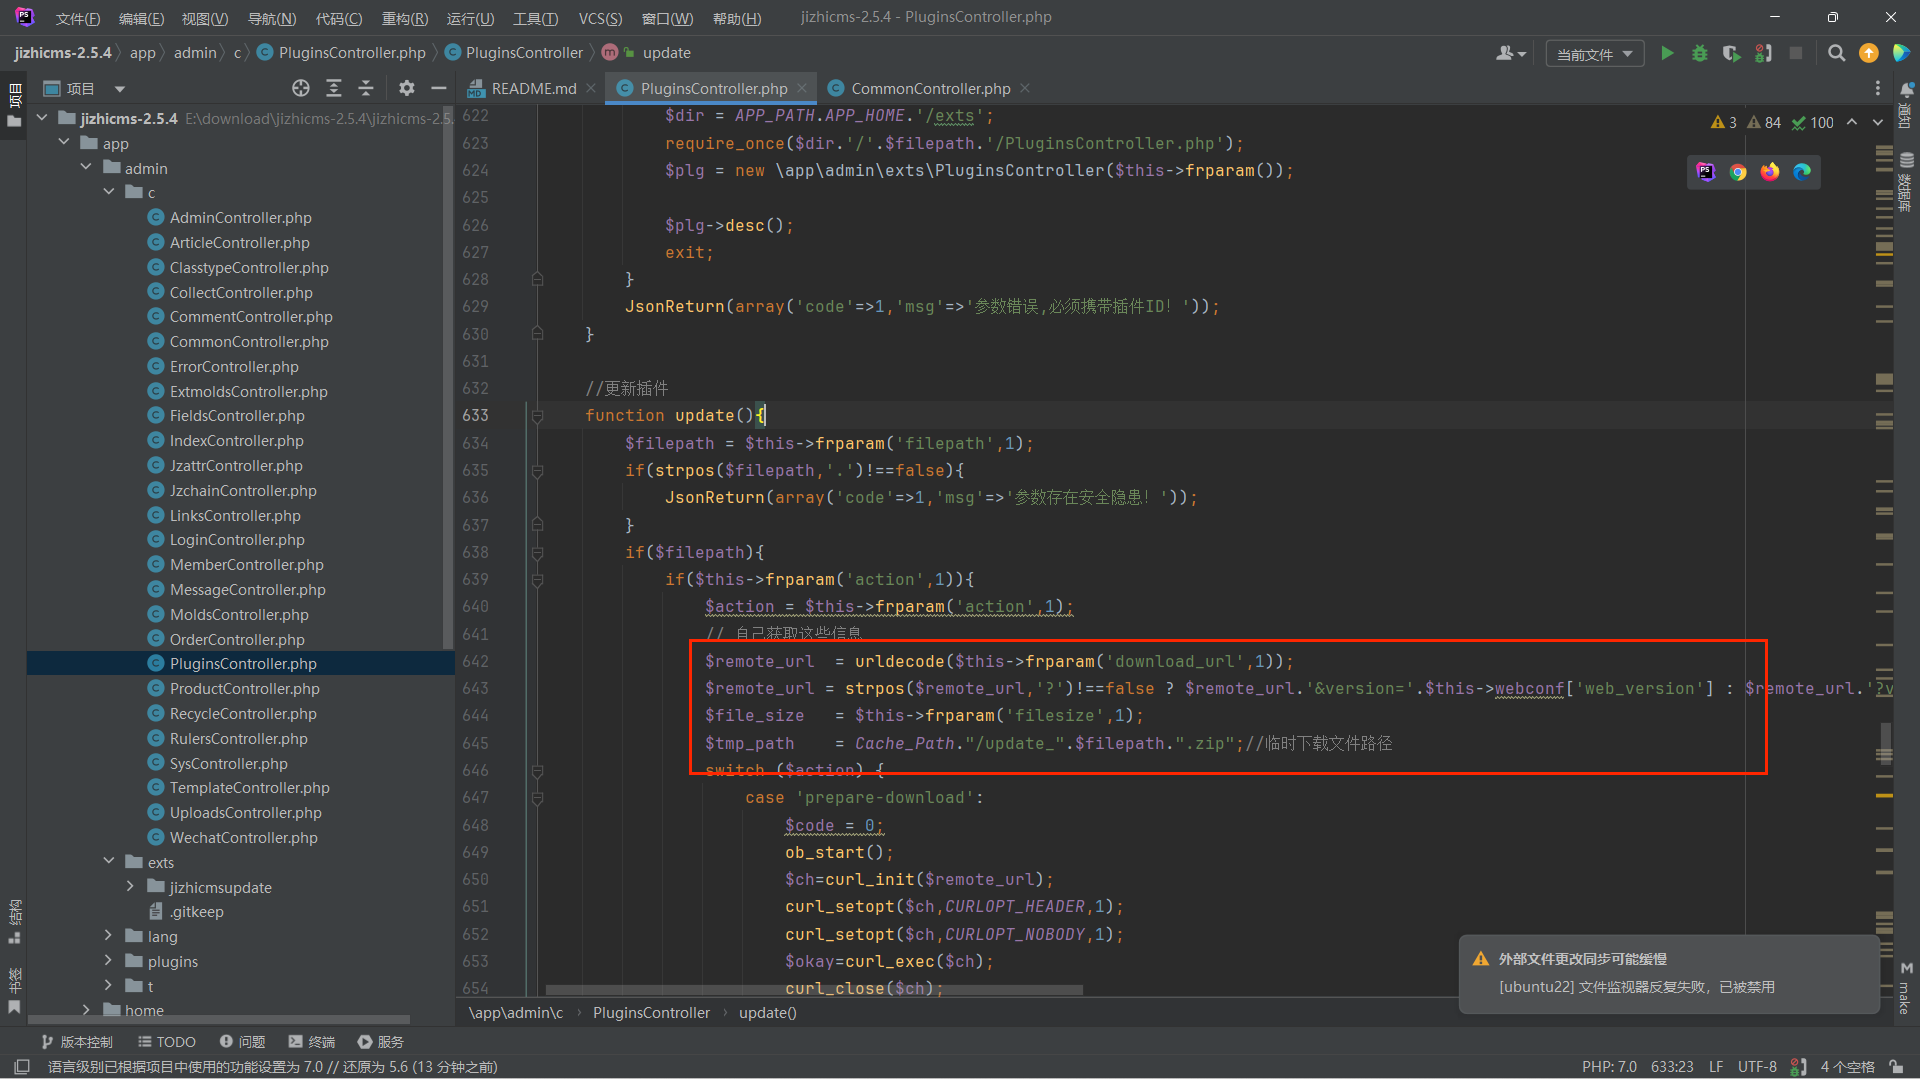 文件(F) 编辑(E) 视图(V) 导航(N) 代码(C) 重构(R) 运行(U) 工具(T) VCS(S) 窗口(W) 帮助(H) jizhicms-2.5.4 - PluginsController.php
jizhicms-2.5.4 app admin c PluginsController.php PluginsController update 当前文件
项目
README.md PluginsController.php CommonController.php
jizhicms-2.5.4 E:\download\jizhicms-2.5.4\jizhicms-2.5.
app
admin
c
AdminController.php
ArticleController.php
ClasstypeController.php
CollectController.php
CommentController.php
CommonController.php
ErrorController.php
ExtmoldsController.php
FieldsController.php
IndexController.php
JzattrController.php
JzchainController.php
LinksController.php
LoginController.php
MemberController.php
MessageController.php
MoldsController.php
OrderController.php
PluginsController.php
ProductController.php
RecycleController.php
RulersController.php
SysController.php
TemplateController.php
UploadsController.php
WechatController.php
exts
jizhicmsupdate
.gitkeep
lang
plugins
t
home
3 84 100
622 $dir = APP_PATH.APP_HOME.'/exts';
623 require_once($dir.'/'.$filepath.'/PluginsController.php');
624 $plg = new \app\admin\exts\PluginsController($this->frparam());
625
626 $plg->desc();
627 exit;
628 }
629 JsonReturn(array('code'=>1,'msg'=>'参数错误,必须携带插件ID！'));
630 }
631
632 //更新插件
633 function update(){
634 $filepath = $this->frparam('filepath',1);
635 if(strpos($filepath,'.')!==false){
636 JsonReturn(array('code'=>1,'msg'=>'参数存在安全隐患！'));
637 }
638 if($filepath){
639 if($this->frparam('action',1)){
640 $action = $this->frparam('action',1);
641 // 自己获取这些信息
642 $remote_url = urldecode($this->frparam('download_url',1));
643 $remote_url = strpos($remote_url,'?')!==false ? $remote_url.'&version='.$this->webconf['web_version'] : $remote_url.'?v
644 $file_size = $this->frparam('filesize',1);
645 $tmp_path = Cache_Path."/update_".$filepath.".zip";//临时下载文件路径
646 switch ($action) {
647 case 'prepare-download':
648 $code = 0;
649 ob_start();
650 $ch=curl_init($remote_url);
651 curl_setopt($ch,CURLOPT_HEADER,1);
652 curl_setopt($ch,CURLOPT_NOBODY,1);
653 $okay=curl_exec($ch);
654 curl_close($ch);
外部文件更改同步可能缓慢
[ubuntu22] 文件监视器反复失败，已被禁用
\app\admin\c PluginsController update()
项目
结构
书签
通知
数据库
make
版本控制 TODO 问题 终端 服务
语言级别已根据项目中使用的功能设置为 7.0 // 还原为 5.6 (13 分钟之前) PHP: 7.0 633:23 LF UTF-8 4 个空格